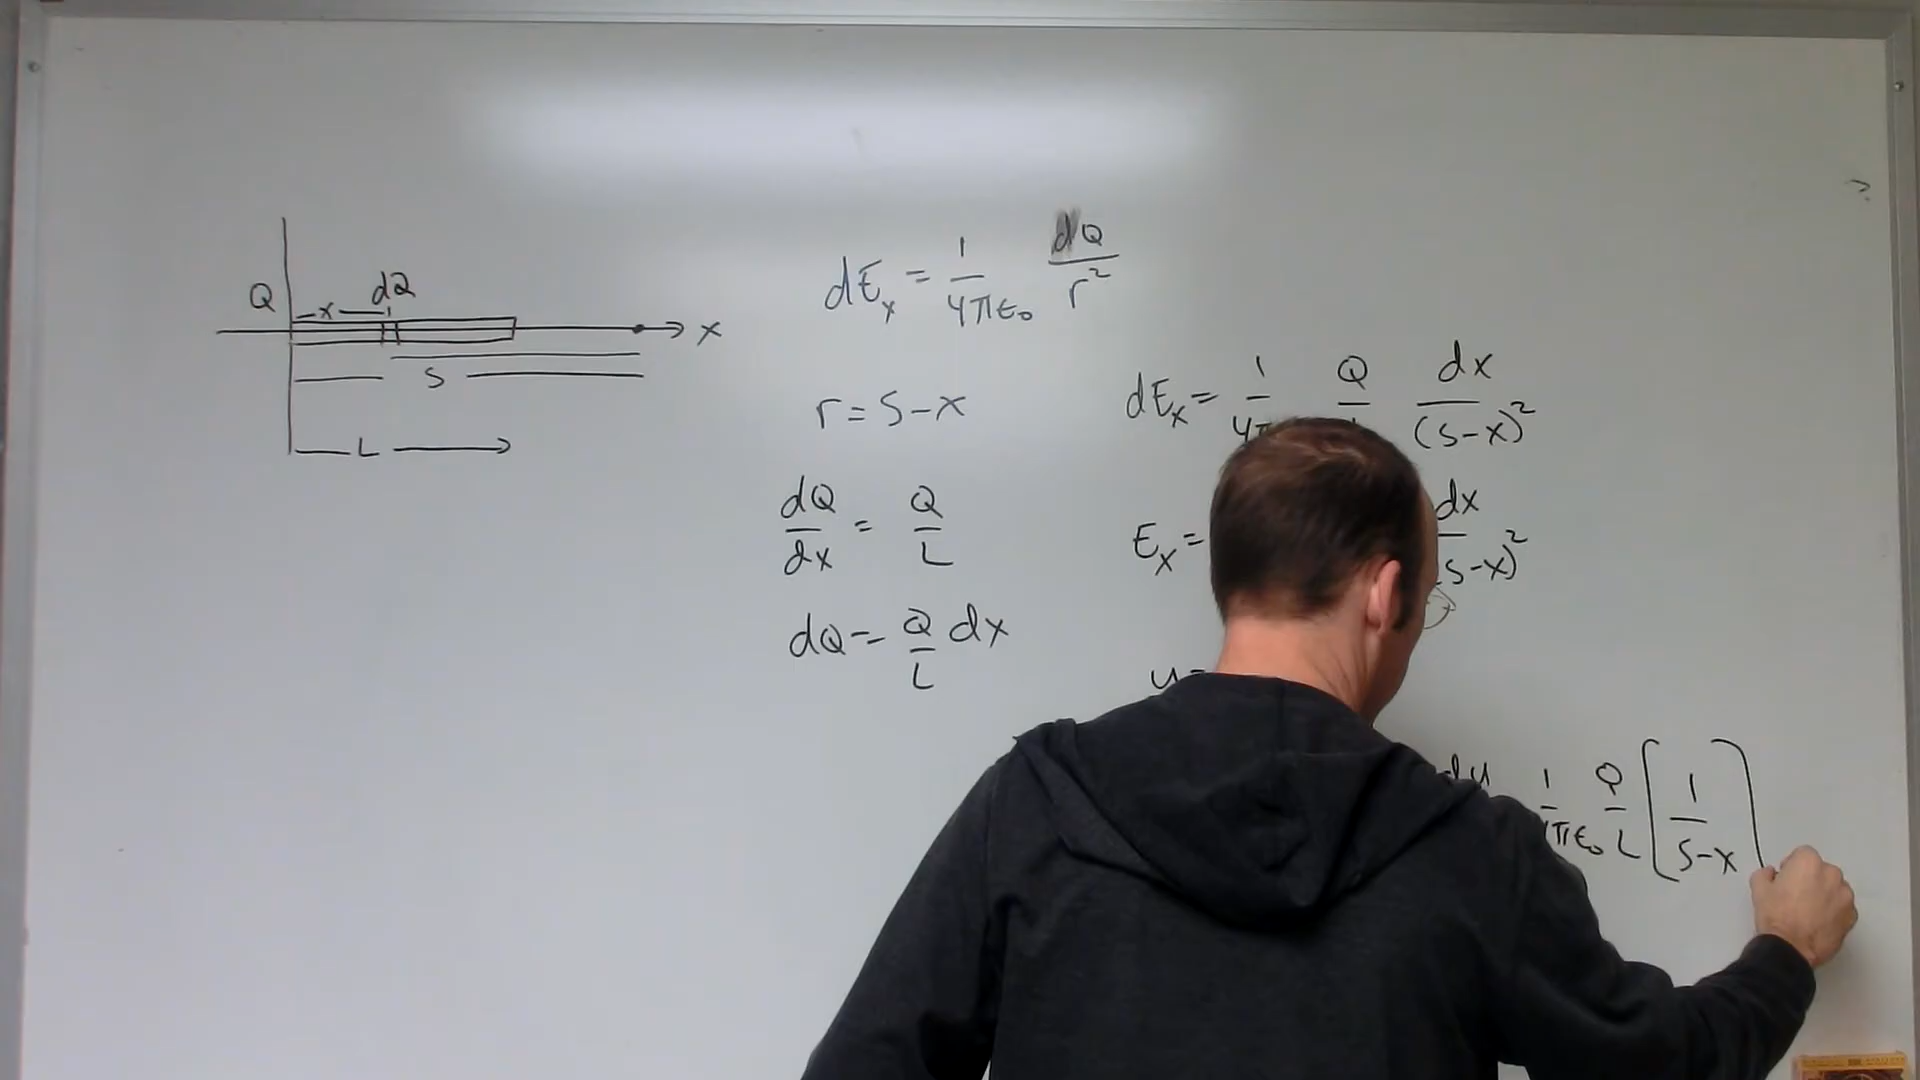 Q
x
dQ
x
S
L
dEx = 1/4πε₀ dQ/r²
r = S-x
dQ/dx = Q/L
dQ = Q/L dx
dEx = 1/4π Q dx/(S-x)²
Ex = dx/(S-x)²
u =
du 1/4πε₀ Q/L [1/S-x]